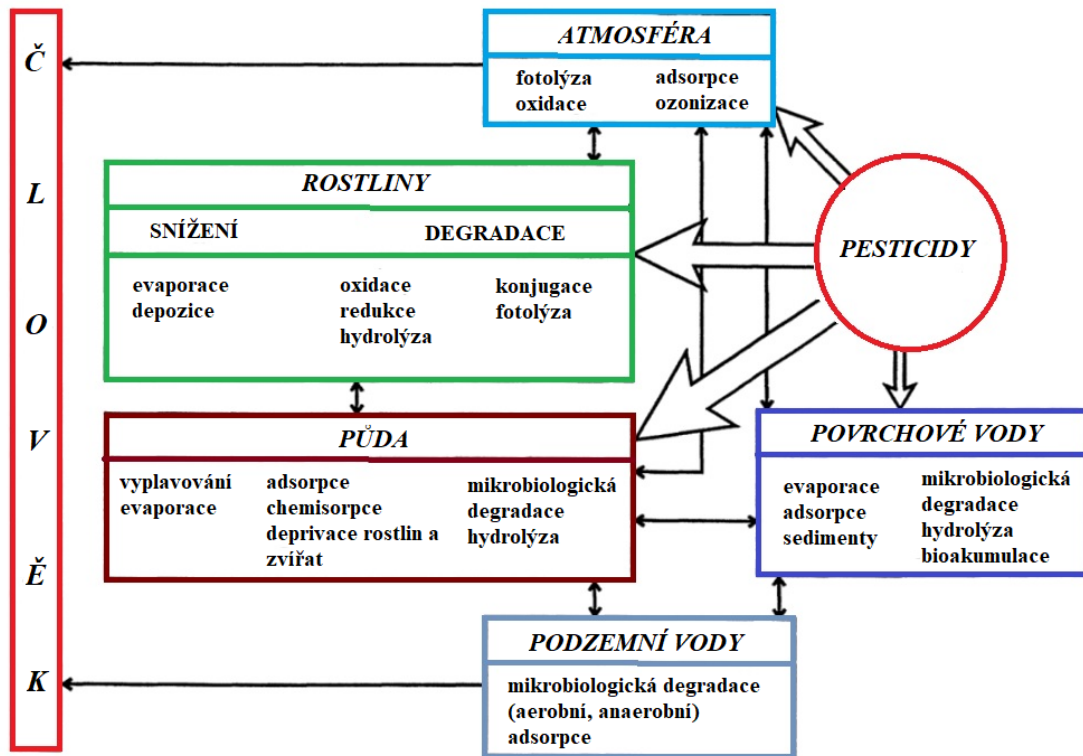 Č
L
O
V
Ě
K
ATMOSFÉRA
fotolýza
oxidace
adsorpce
ozonizace
ROSTLINY
SNÍŽENÍ
DEGRADACE
evaporace
depozice
oxidace
redukce
hydrolýza
konjugace
fotolýza
PESTICIDY
PŮDA
vyplavování
evaporace
adsorpce
chemisorpce
deprivace rostlin a
zvířat
mikrobiologická
degradace
hydrolýza
POVRCHOVÉ VODY
evaporace
adsorpce
sedimenty
mikrobiologická
degradace
hydrolýza
bioakumulace
PODZEMNÍ VODY
mikrobiologická degradace
(aerobní, anaerobní)
adsorpce